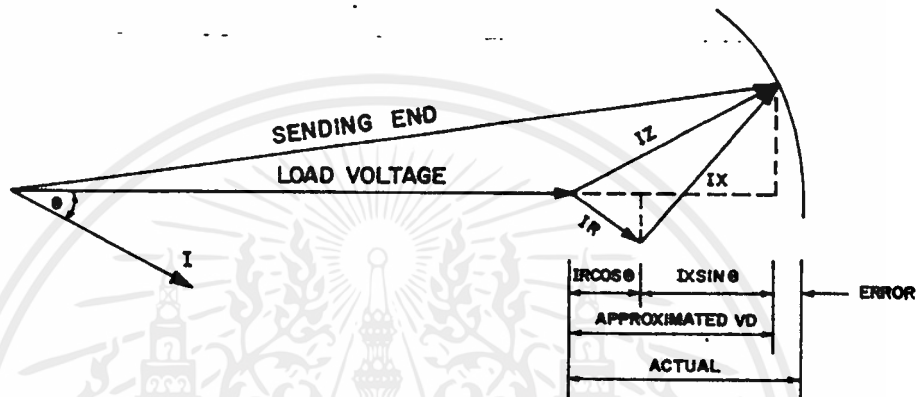 SENDING END
IZ
LOAD VOLTAGE
IX
θ
IR
I
IRCOSθ
IXSINθ
ERROR
APPROXIMATED VD
ACTUAL